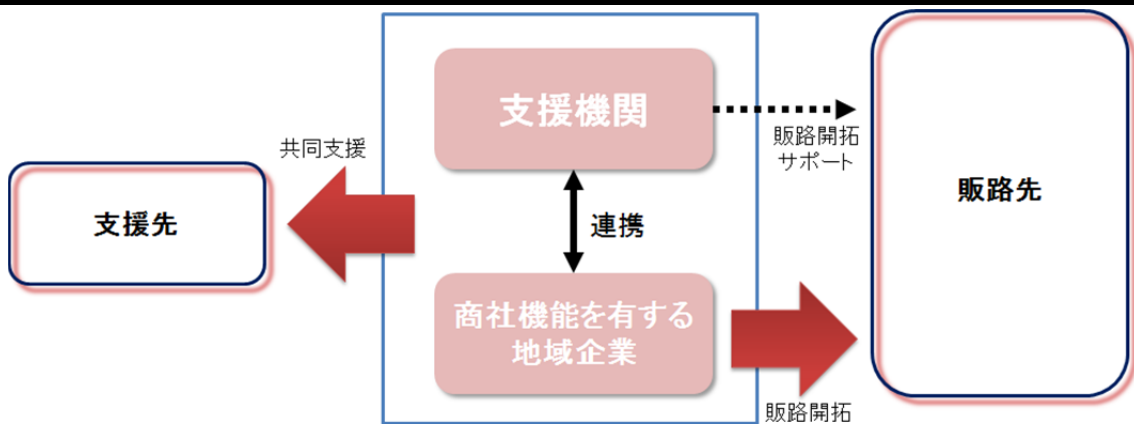 支援機関
販路開拓
サポート
共同支援
支援先
販路先
連携
商社機能を有する
地域企業
販路開拓